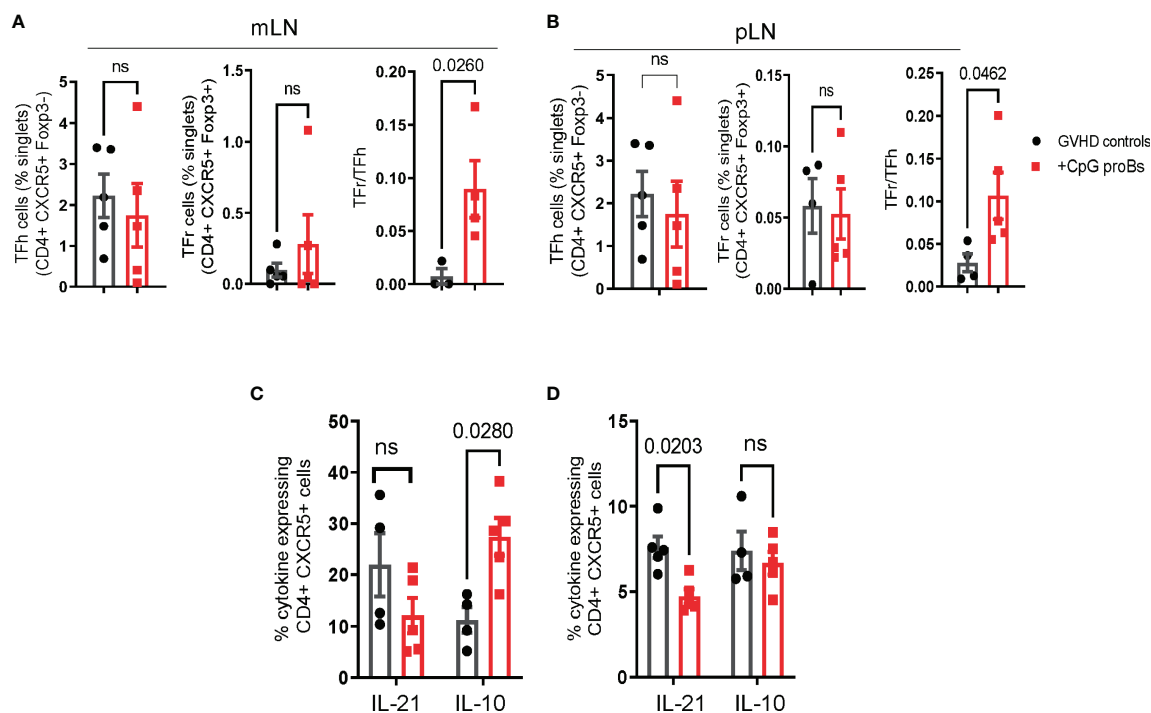 A
mLN
TFh cells (% singlets)
(CD4+ CXCR5+ Foxp3-)
5
4
3
2
1
0
ns
TFr cells (% singlets)
(CD4+ CXCR5+ Foxp3+)
1.5
1.0
0.5
0.0
ns
TFr/TFh
0.20
0.15
0.10
0.05
0.00
0.0260
B
pLN
TFh cells (% singlets)
(CD4+ CXCR5+ Foxp3-)
5
4
3
2
1
0
ns
TFr cells (% singlets)
(CD4+ CXCR5+ Foxp3+)
0.15
0.10
0.05
0.00
ns
TFr/TFh
0.25
0.20
0.15
0.10
0.05
0.00
0.0462
GVHD controls
+CpG proBs
C
% cytokine expressing
CD4+ CXCR5+ cells
50
40
30
20
10
0
ns
0.0280
IL-21
IL-10
D
% cytokine expressing
CD4+ CXCR5+ cells
15
10
5
0
0.0203
ns
IL-21
IL-10